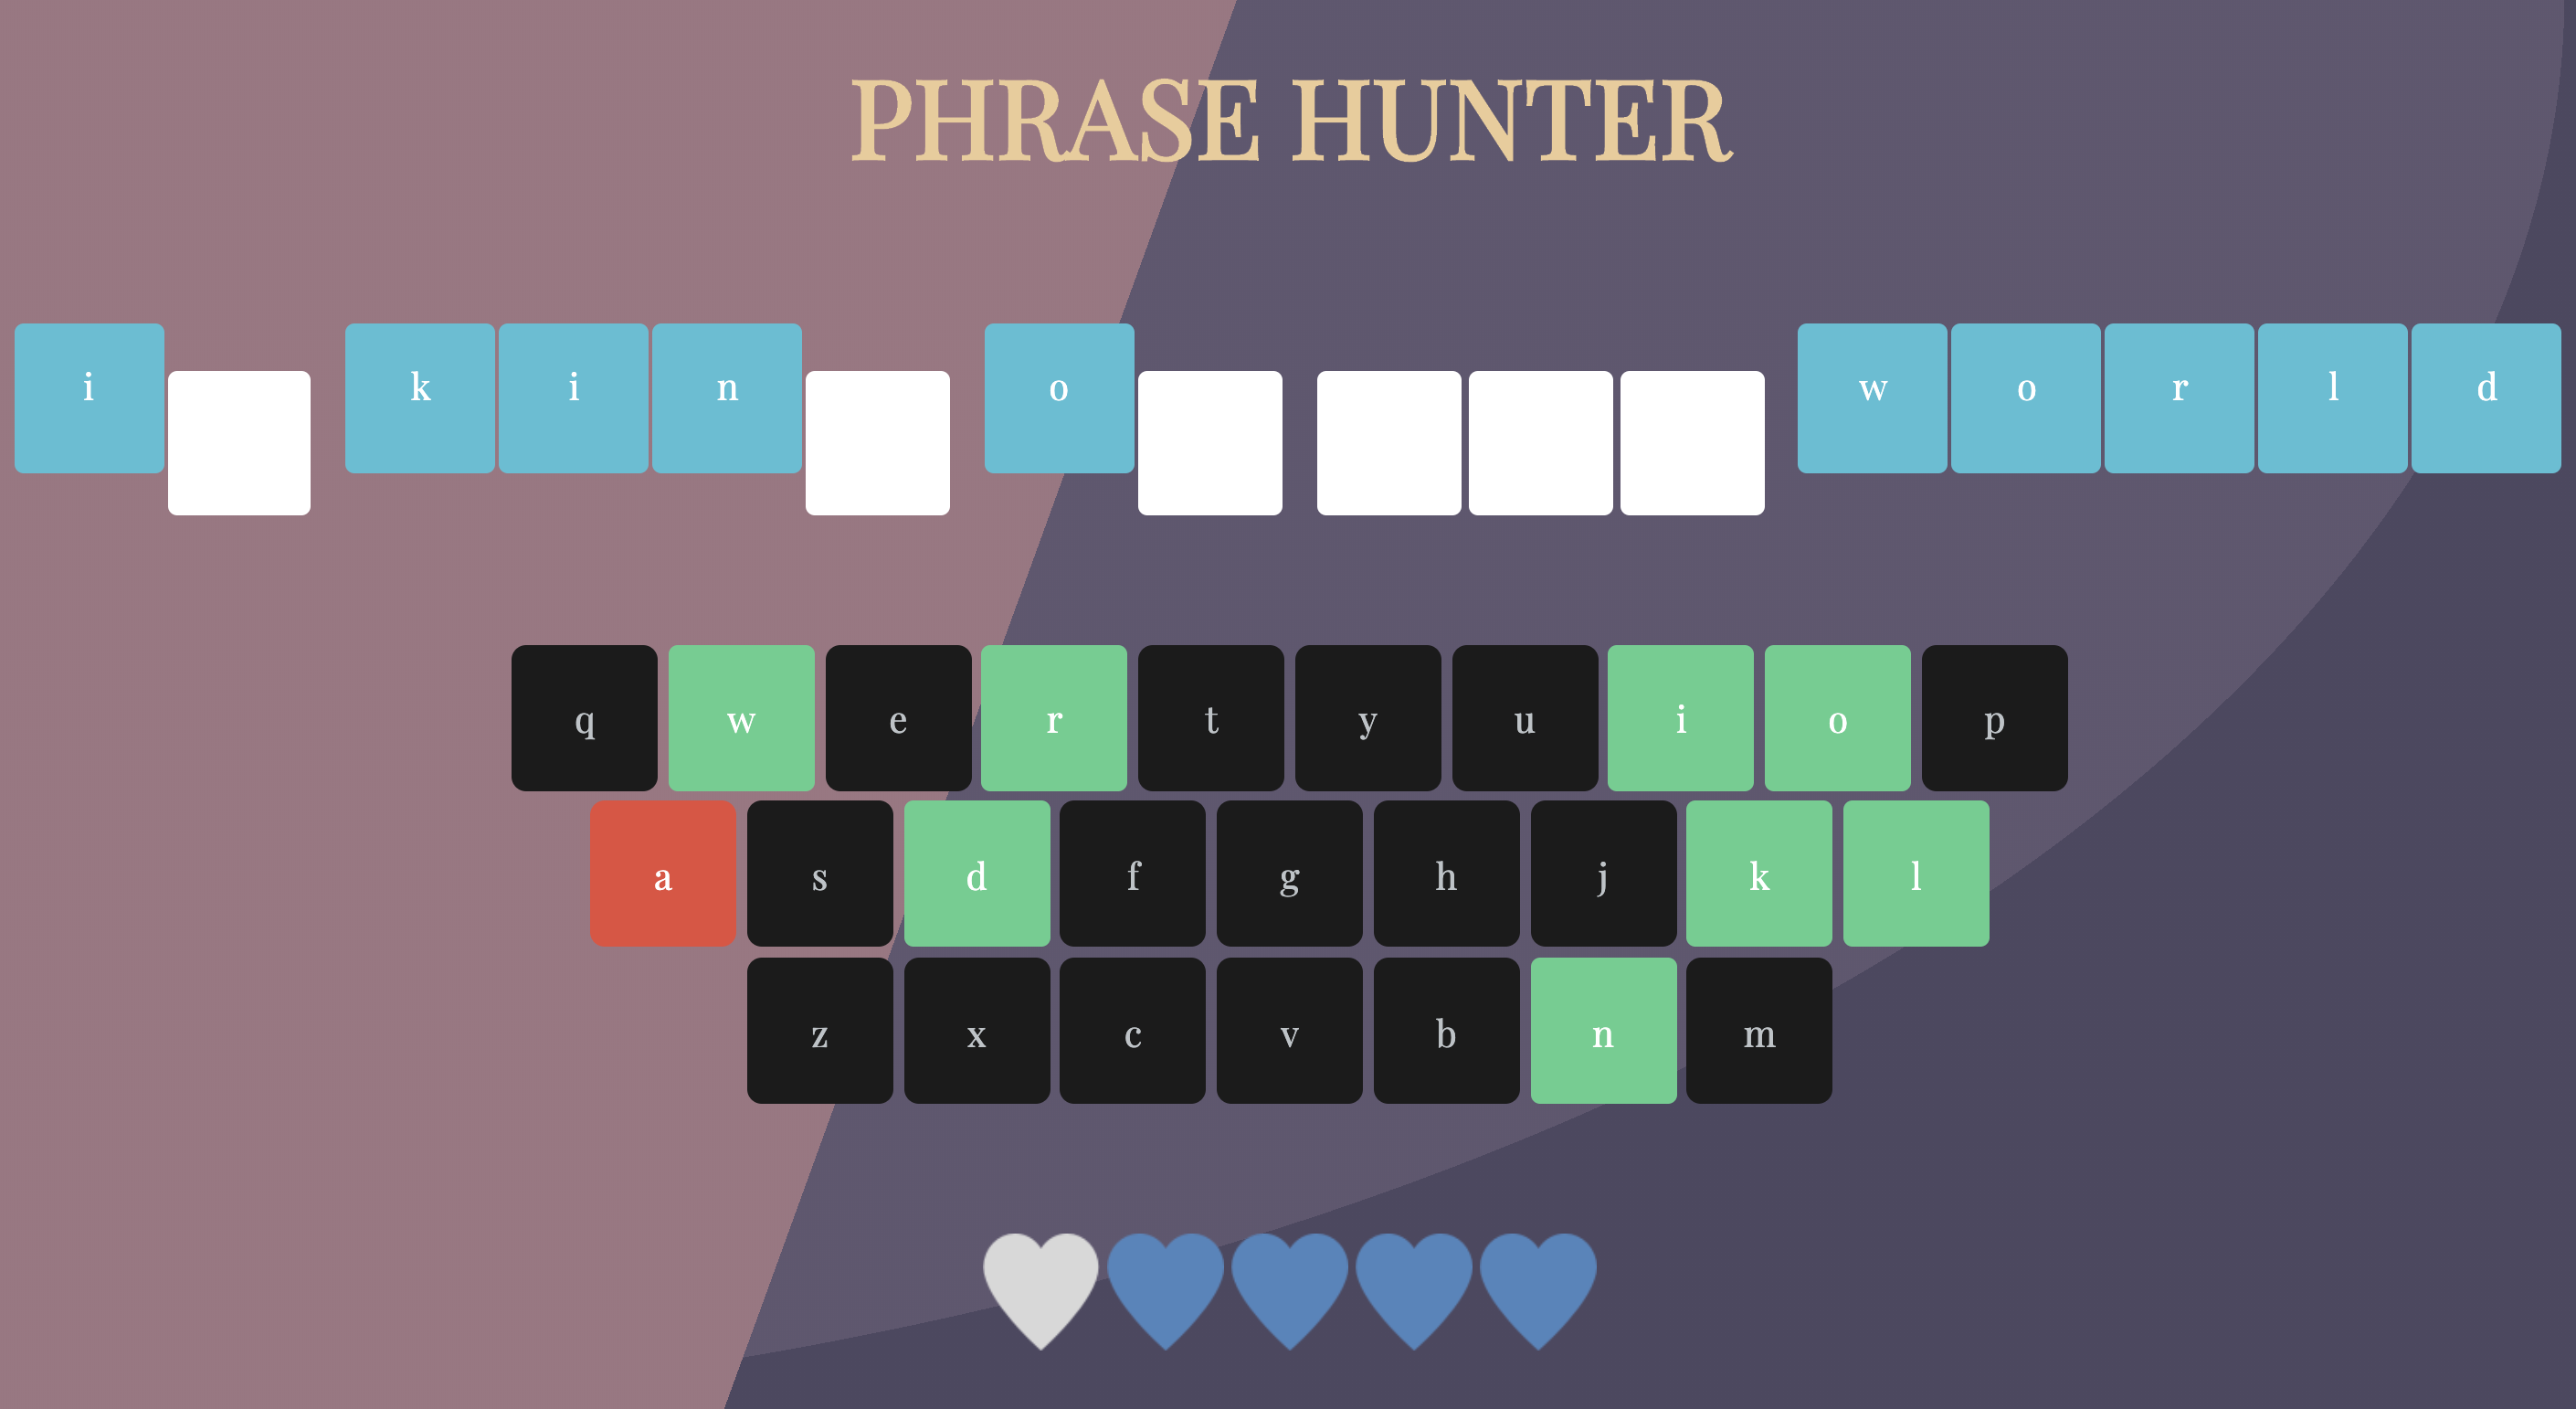 PHRASE HUNTER
i kin o world
q w e r t y u i o p
a s d f g h j k l
z x c v b n m